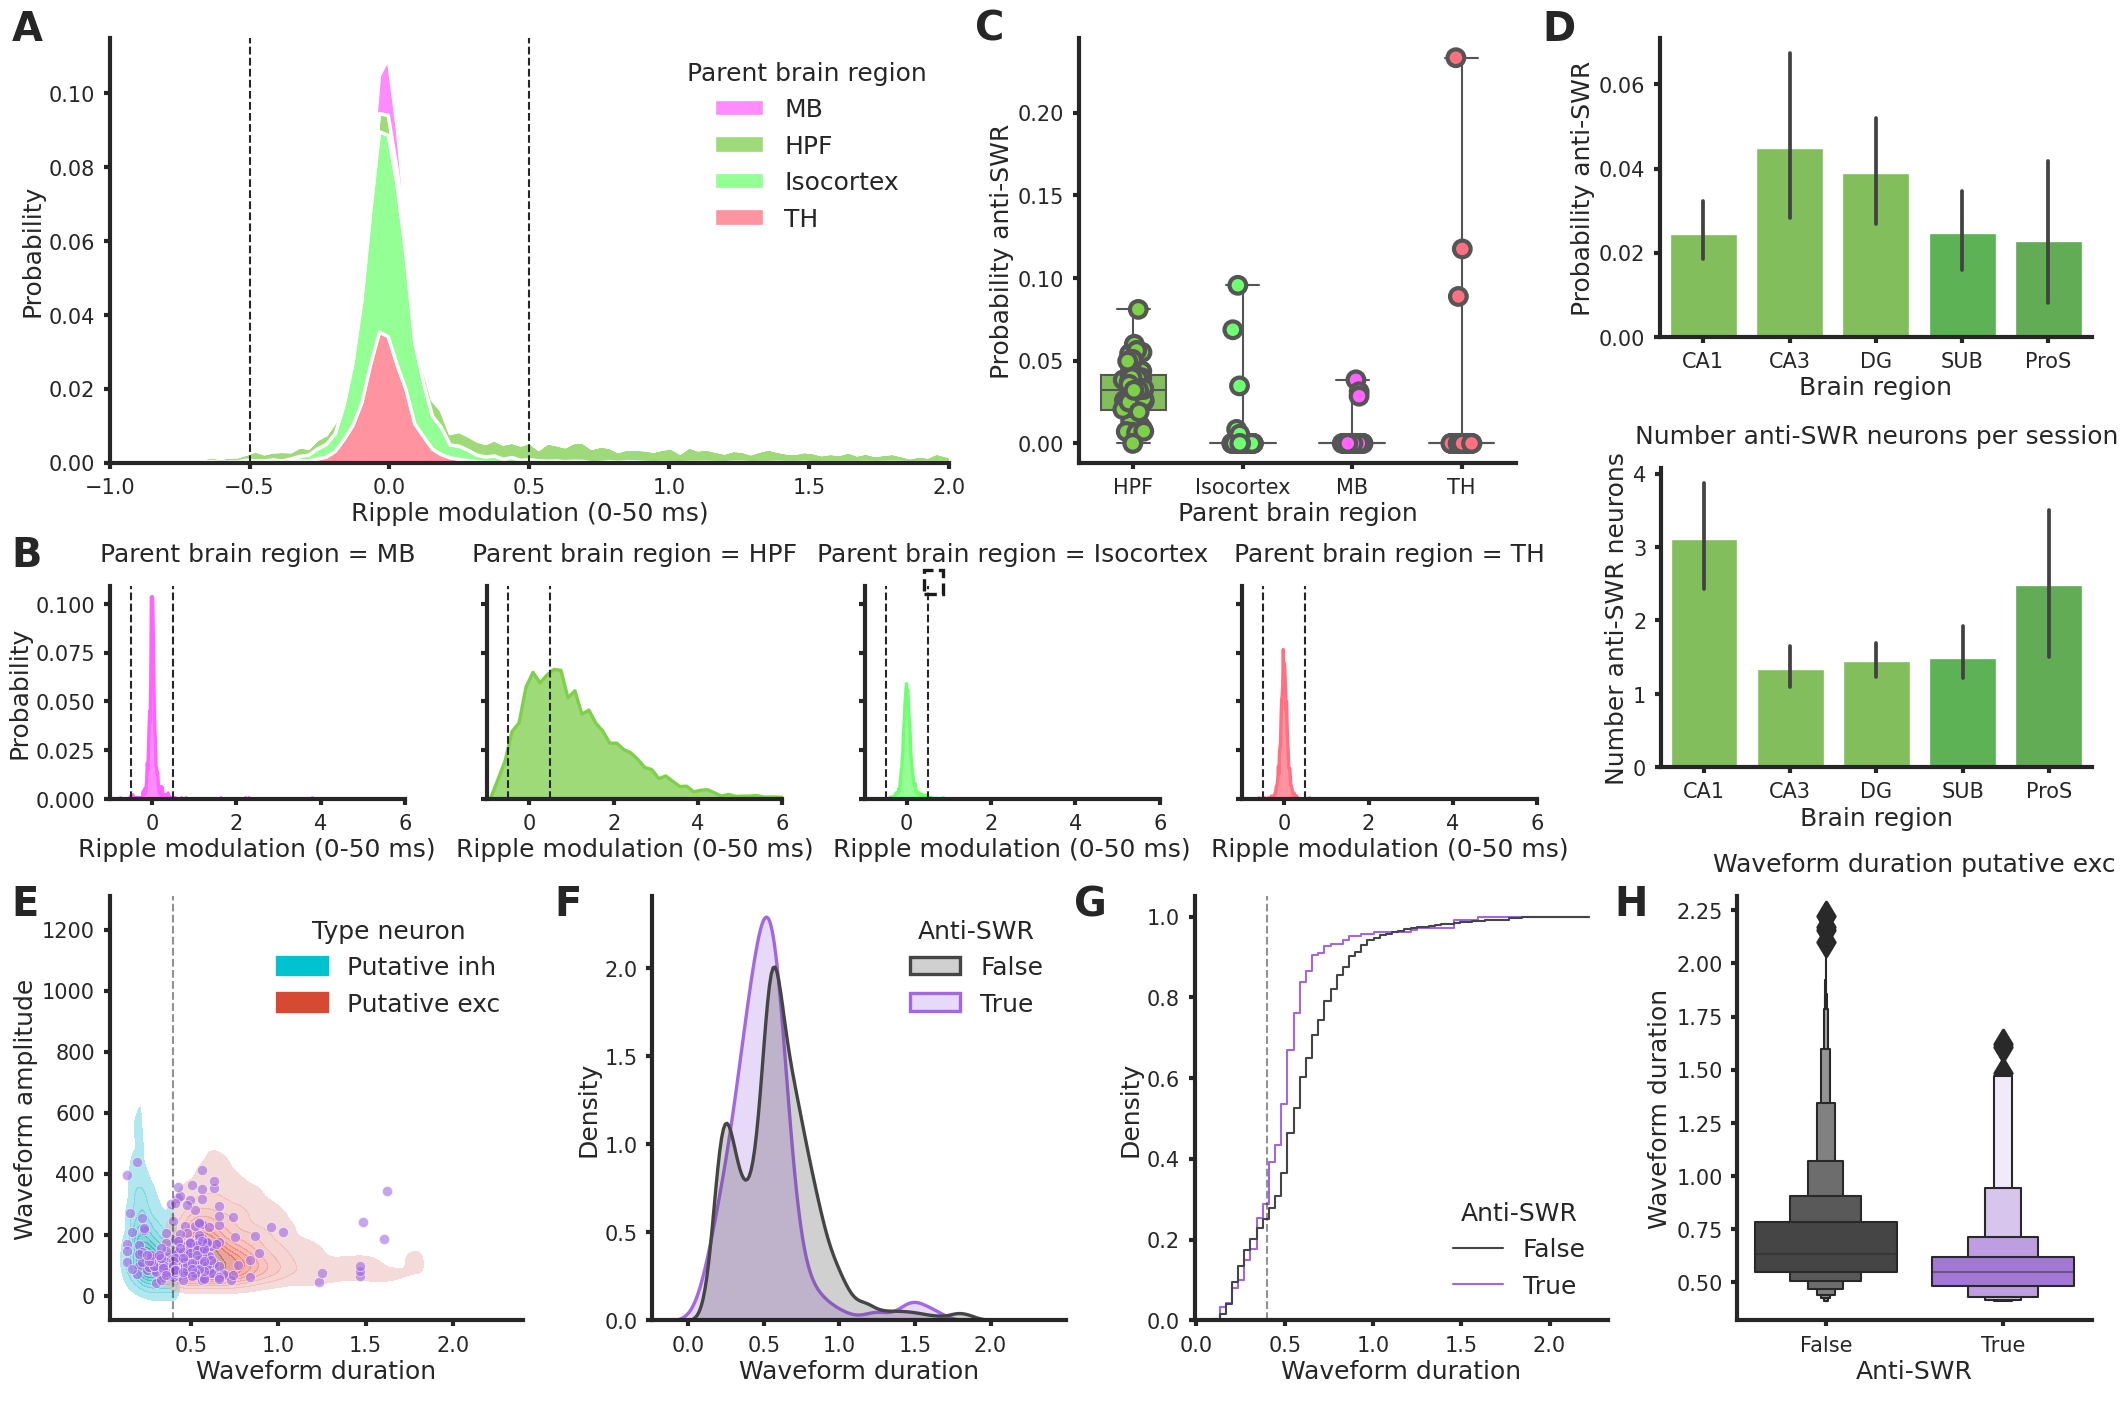 A
Probability
0.10
0.08
0.06
0.04
0.02
0.00
−1.0 −0.5 0.0 0.5 1.0 1.5 2.0
Ripple modulation (0-50 ms)
Parent brain region
MB
HPF
Isocortex
TH
C
Probability anti-SWR
0.20
0.15
0.10
0.05
0.00
HPF Isocortex MB TH
Parent brain region
D
Probability anti-SWR
0.06
0.04
0.02
0.00
CA1 CA3 DG SUB ProS
Brain region
Number anti-SWR neurons per session
Number anti-SWR neurons
4
3
2
1
0
CA1 CA3 DG SUB ProS
Brain region
B
Parent brain region = MB
Parent brain region = HPF
Parent brain region = Isocortex
Parent brain region = TH
Probability
0.100
0.075
0.050
0.025
0.000
0 2 4 6
Ripple modulation (0-50 ms)
0 2 4 6
Ripple modulation (0-50 ms)
0 2 4 6
Ripple modulation (0-50 ms)
0 2 4 6
Ripple modulation (0-50 ms)
E
Waveform amplitude
1200
1000
800
600
400
200
0
0.5 1.0 1.5 2.0
Waveform duration
Type neuron
Putative inh
Putative exc
F
Density
2.0
1.5
1.0
0.5
0.0
0.0 0.5 1.0 1.5 2.0
Waveform duration
Anti-SWR
False
True
G
Density
1.0
0.8
0.6
0.4
0.2
0.0
0.0 0.5 1.0 1.5 2.0
Waveform duration
Anti-SWR
False
True
H
Waveform duration putative exc
Waveform duration
2.25
2.00
1.75
1.50
1.25
1.00
0.75
0.50
False True
Anti-SWR